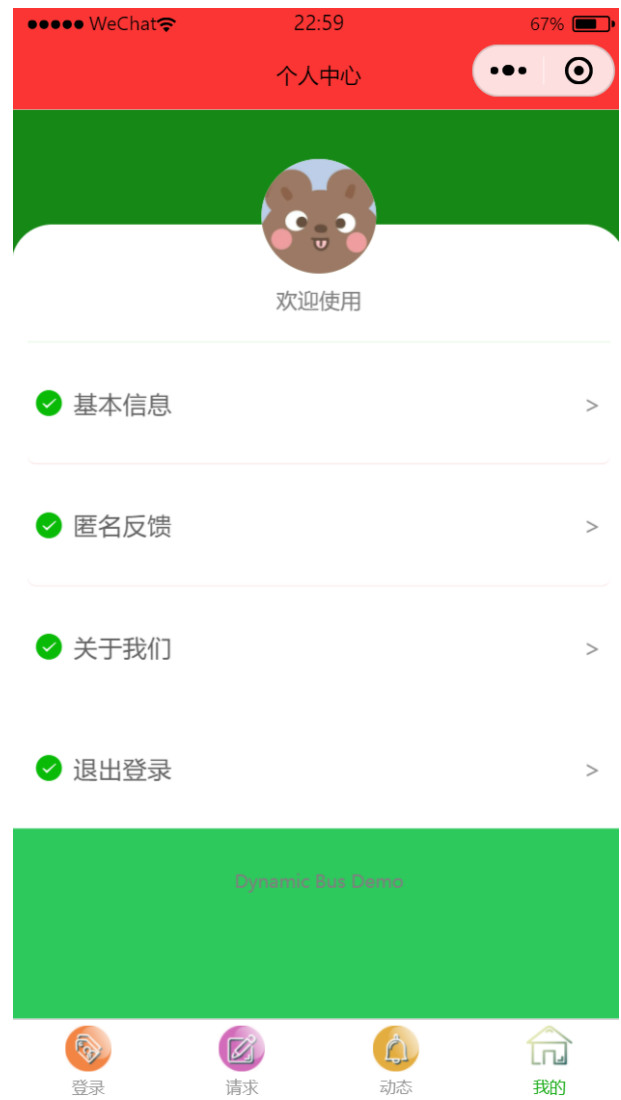 ●●●●● WeChat 22:59 67%
个人中心
欢迎使用
基本信息 >
匿名反馈 >
关于我们 >
退出登录 >
Dynamic Bus Demo
登录 请求 动态 我的